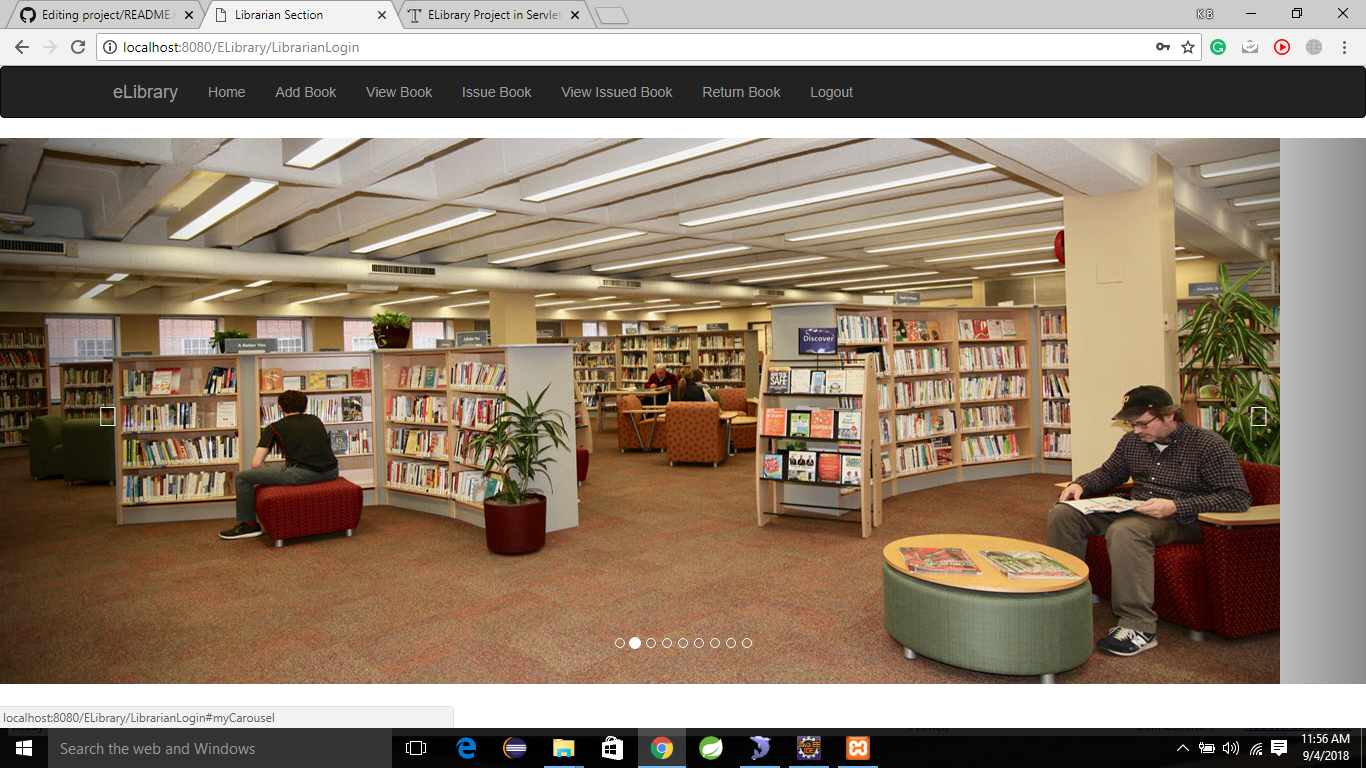 Editing project/README.
Librarian Section
ELibrary Project in Servlet
KB
localhost:8080/ELibrary/LibrarianLogin
eLibrary Home Add Book View Book Issue Book View Issued Book Return Book Logout
A Better You
Discover
localhost:8080/ELibrary/LibrarianLogin#myCarousel
Search the web and Windows
11:56 AM
9/4/2018